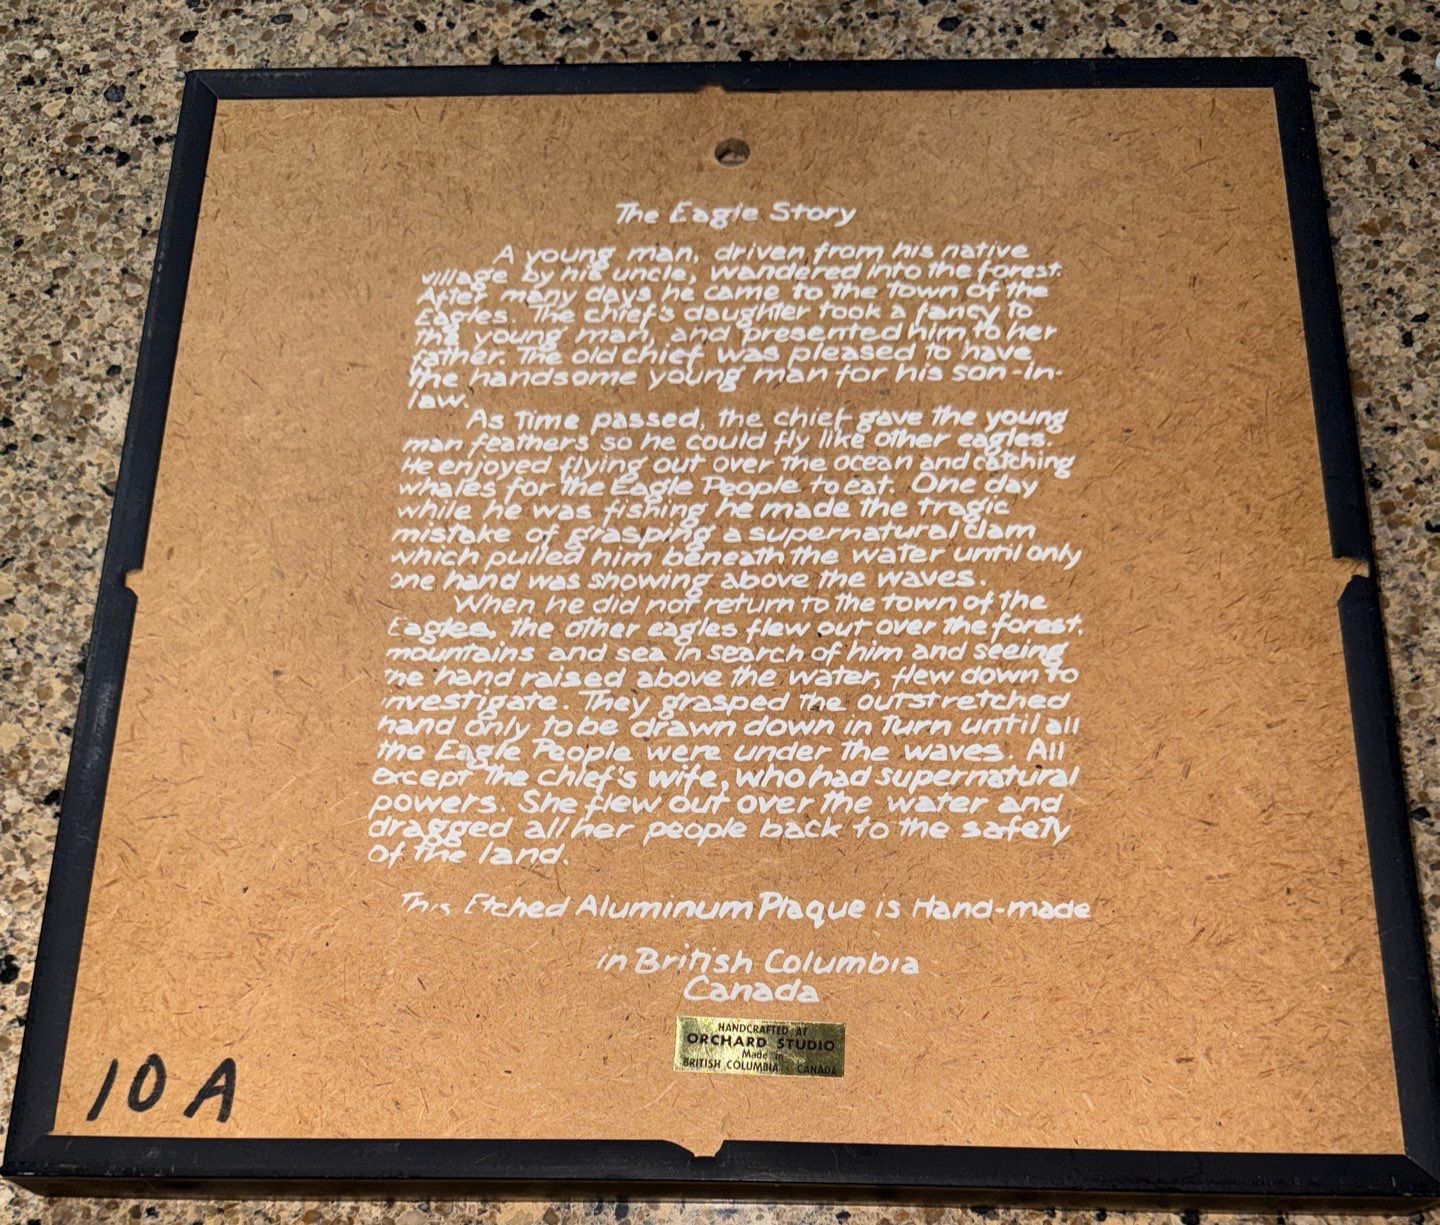 The Eagle Story
A young man, driven from his native
village by his uncle, wandered into the forest.
After many days he came to the town of the
Eagles. The chief's daughter took a fancy to
the young man, and presented him to her
father. The old chief was pleased to have
the handsome young man for his son-in-
law.
As time passed, the chief gave the young
man feathers so he could fly like other eagles.
He enjoyed flying out over the ocean and catching
whales for the Eagle People to eat. One day
while he was fishing he made the tragic
mistake of grasping a supernatural clam
which pulled him beneath the water until only
one hand was showing above the waves.
When he did not return to the town of the
Eagles, the other eagles flew out over the forest,
mountains and sea in search of him and seeing
the hand raised above the water, flew down to
investigate. They grasped the outstretched
hand only to be drawn down in turn until all
the Eagle People were under the waves. All
except the chief's wife, who had supernatural
powers. She flew out over the water and
dragged all her people back to the safety
of the land.
This Etched Aluminum Plaque is Hand-made
in British Columbia
Canada
HANDCRAFTED AT
ORCHARD STUDIO
Made in
BRITISH COLUMBIA CANADA
10 A